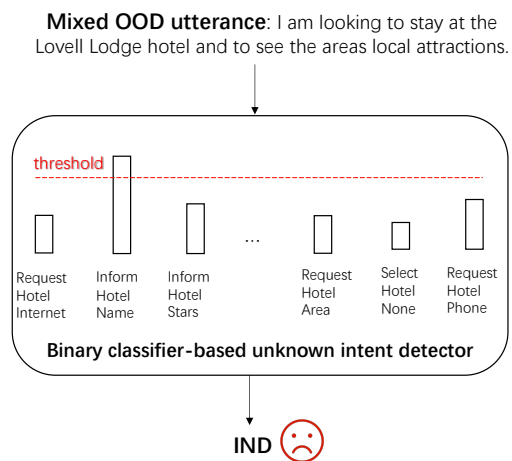 Mixed OOD utterance: I am looking to stay at the
Lovell Lodge hotel and to see the areas local attractions.
threshold
...
Request
Hotel
Internet
Inform
Hotel
Name
Inform
Hotel
Stars
Request
Hotel
Area
Select
Hotel
None
Request
Hotel
Phone
Binary classifier-based unknown intent detector
IND